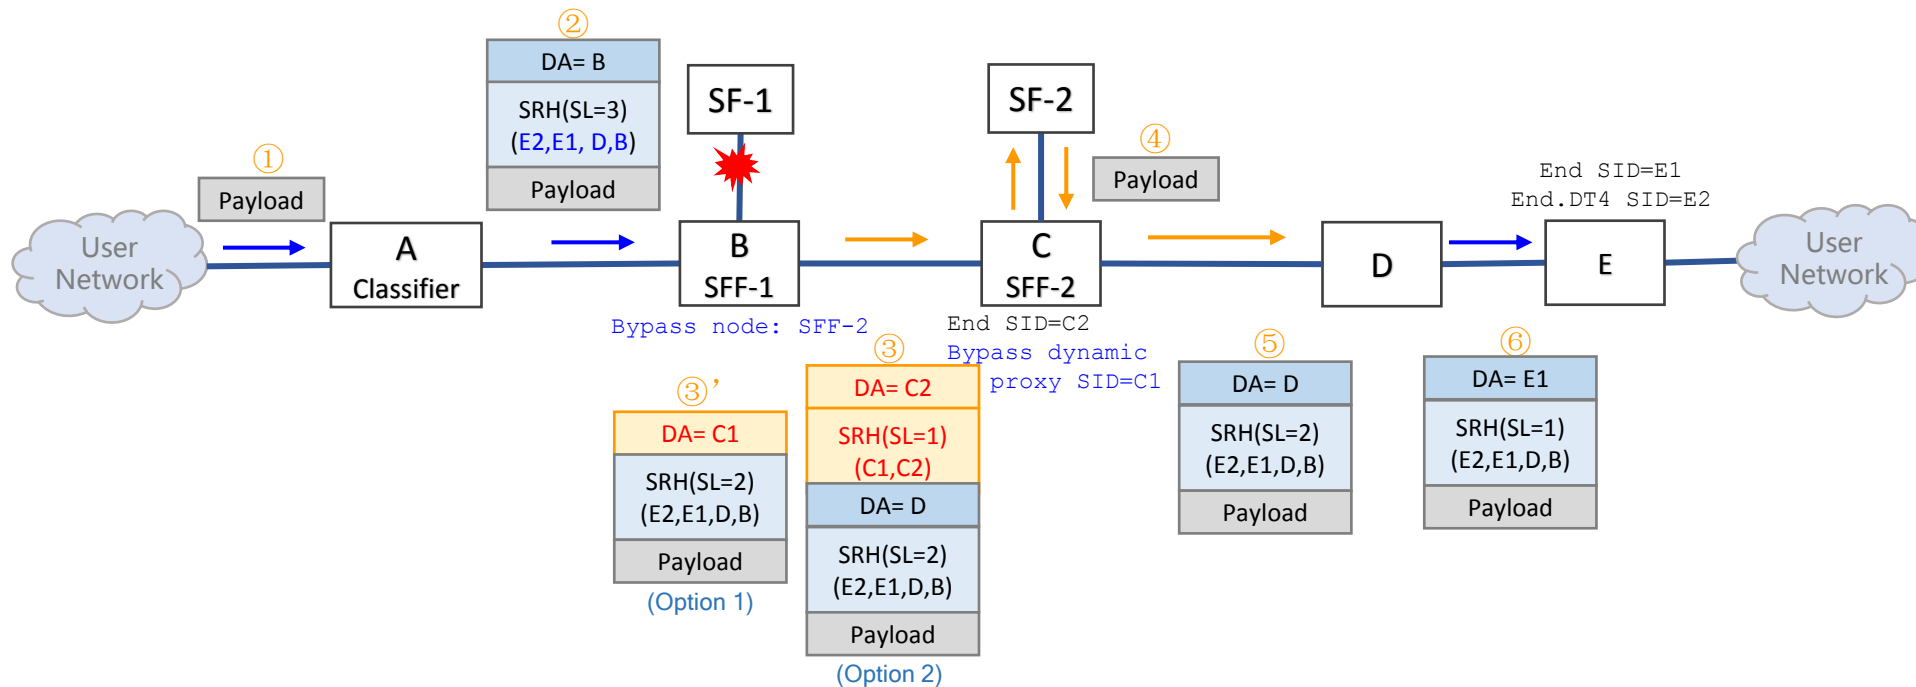 ②
DA= B
SRH(SL=3)
(E2,E1, D,B)
Payload
SF-1
SF-2
④
Payload
①
Payload
End SID=E1
End.DT4 SID=E2
User
Network
A
Classifier
B
SFF-1
C
SFF-2
D
E
User
Network
Bypass node: SFF-2
End SID=C2
Bypass dynamic
proxy SID=C1
③’
DA= C1
SRH(SL=2)
(E2,E1,D,B)
Payload
(Option 1)
③
DA= C2
SRH(SL=1)
(C1,C2)
DA= D
SRH(SL=2)
(E2,E1,D,B)
Payload
(Option 2)
⑤
DA= D
SRH(SL=2)
(E2,E1,D,B)
Payload
⑥
DA= E1
SRH(SL=1)
(E2,E1,D,B)
Payload